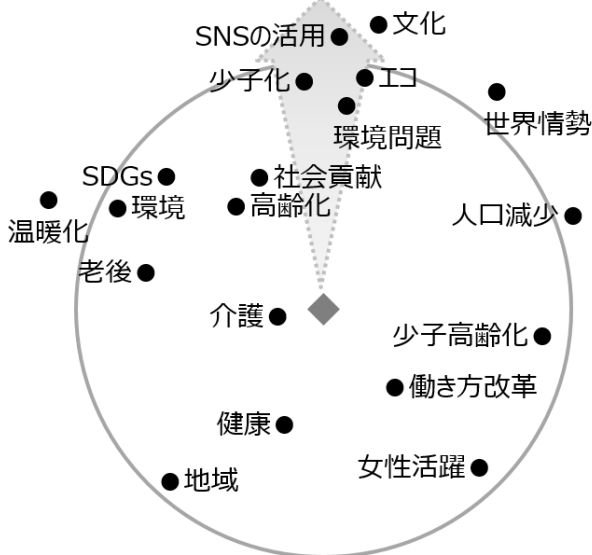 文化
SNSの活用
少子化
エコ
環境問題
世界情勢
SDGs
社会貢献
環境
高齢化
人口減少
温暖化
老後
介護
少子高齢化
働き方改革
健康
女性活躍
地域